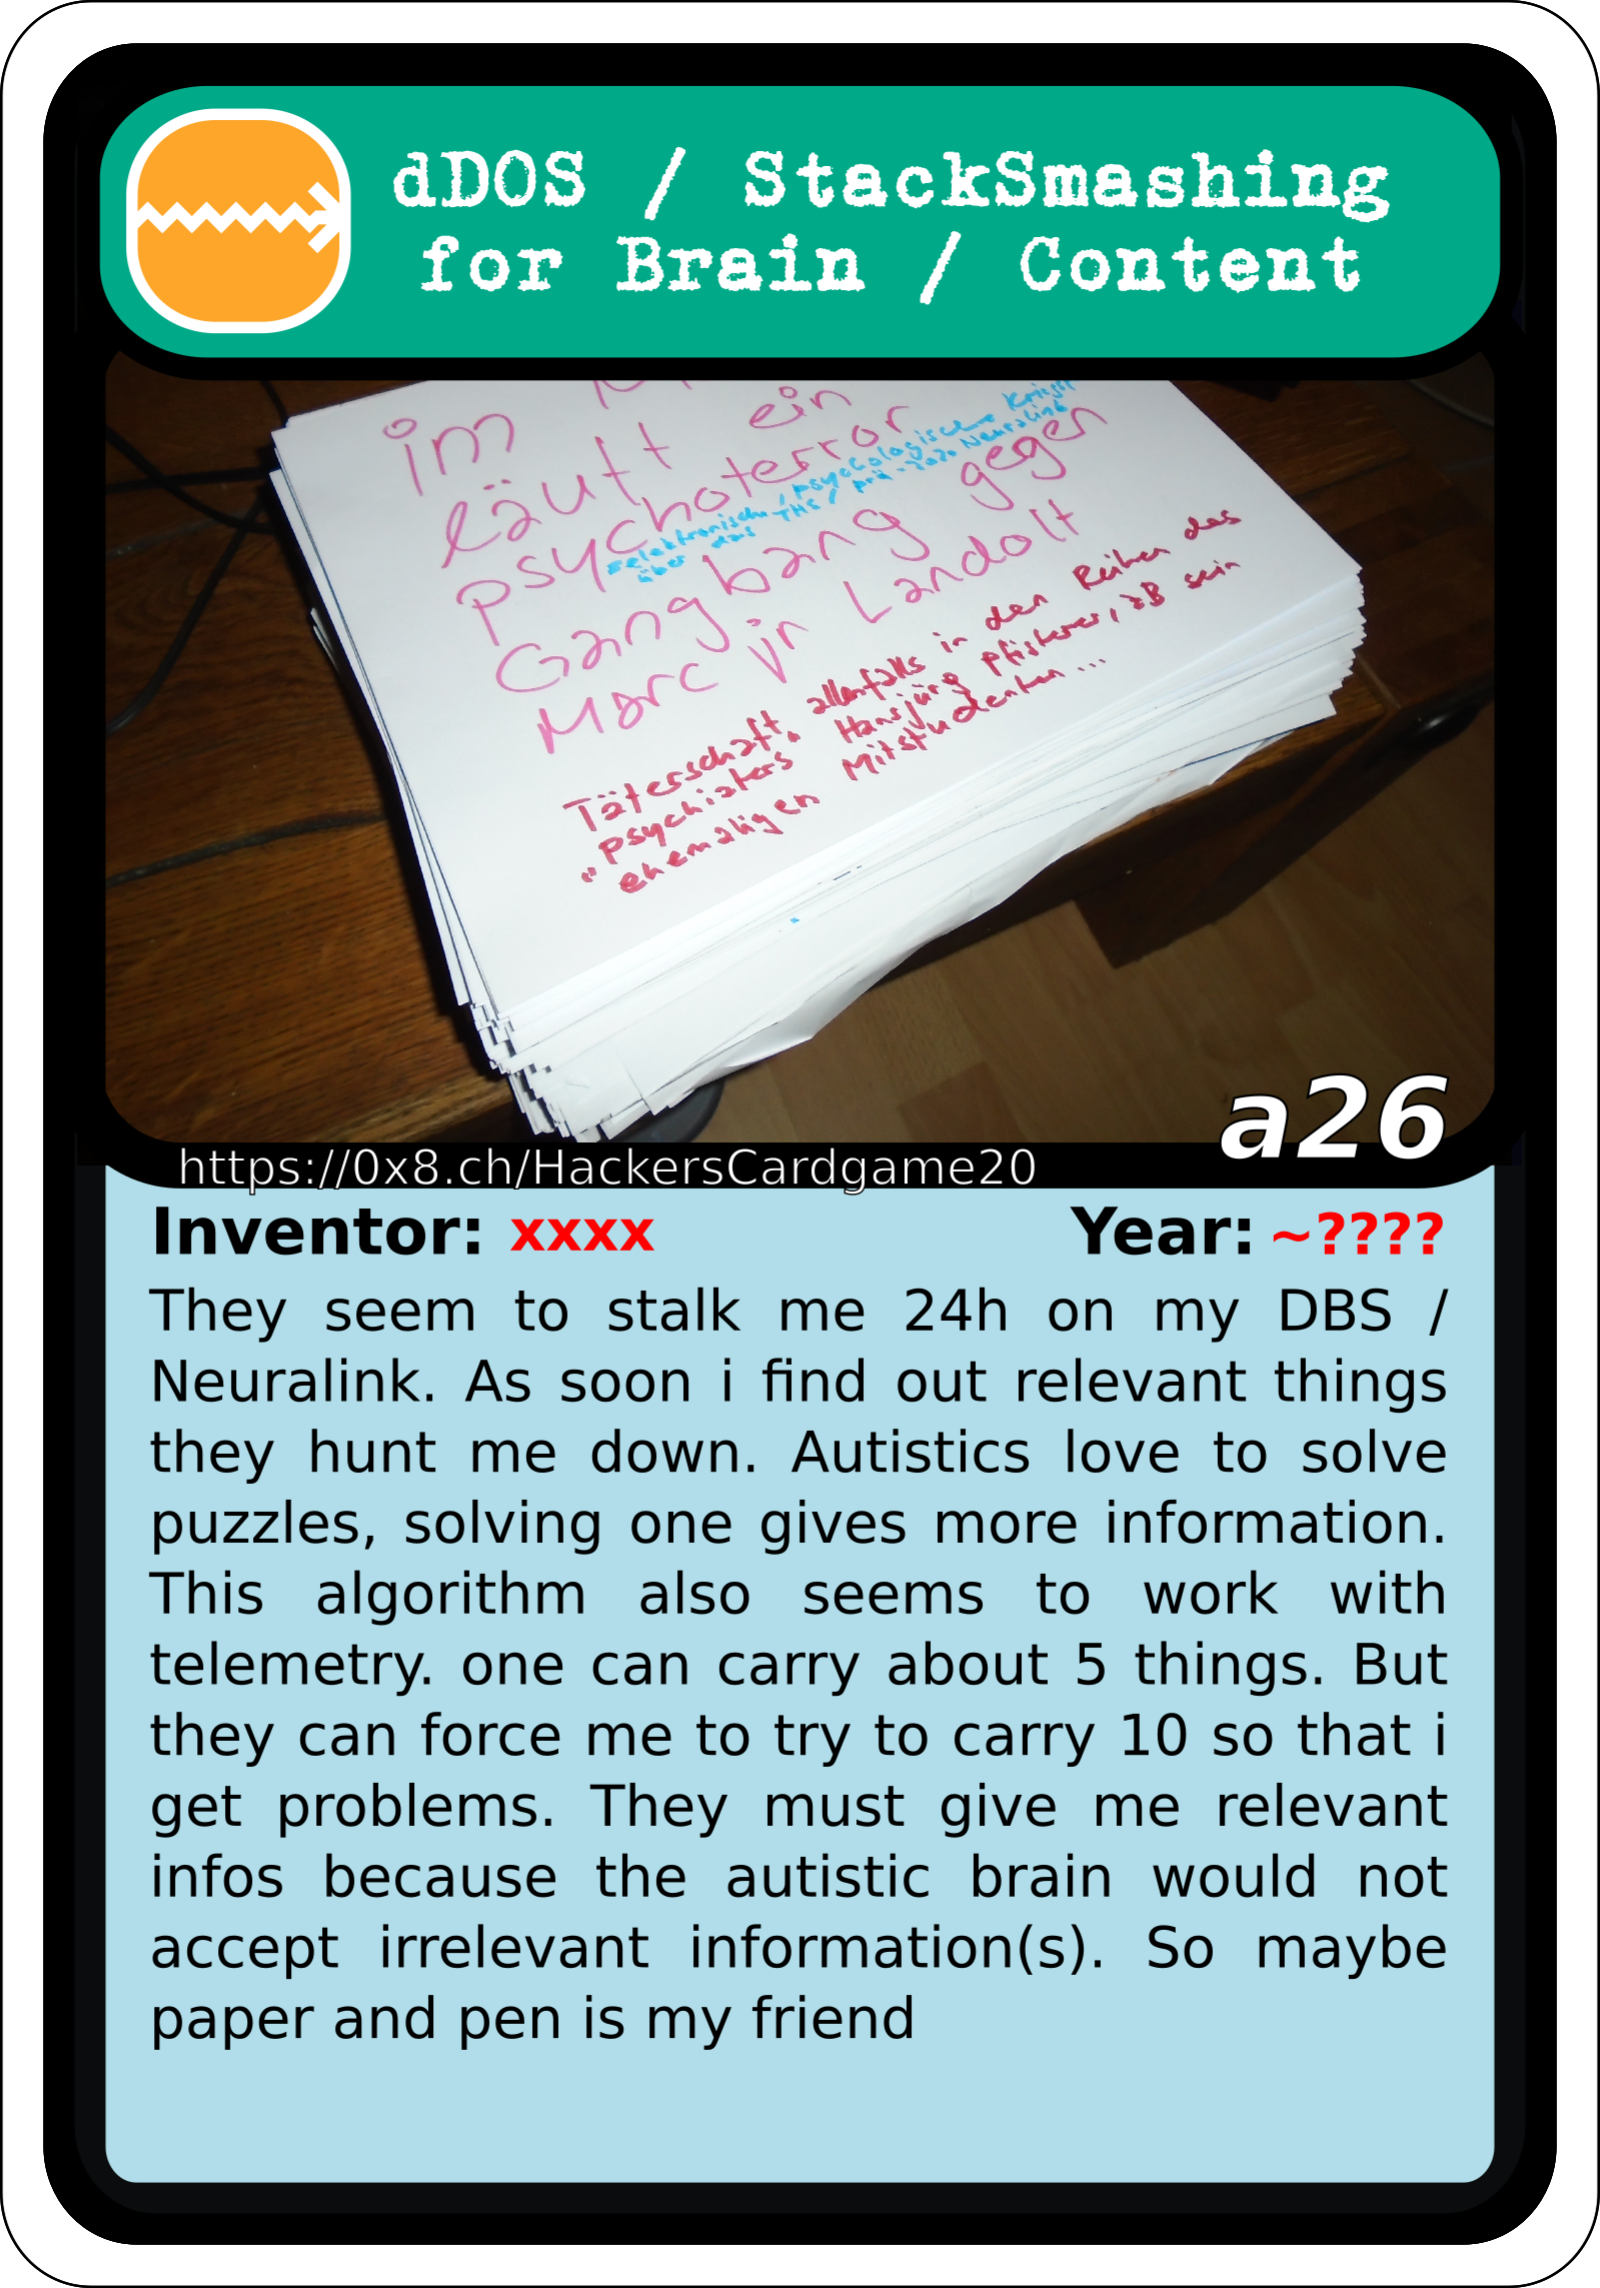 dDOS / StackSmashing
for Brain / Content
im
läuft ein
psychoterror
elektronische / psycologische Krieger
über das THS / prä-2020 Neuralink
Gangbang gegen
Marc jr Landolt
Täterschaft allenfalls in den Reihen des
"Psychiaters" Hansjürg Pfisterer, zB sein
ehemaligen Mitstudenten ...
a26
https://0x8.ch/HackersCardgame20
Inventor: xxxx Year: ~????
They seem to stalk me 24h on my DBS /
Neuralink. As soon i find out relevant things
they hunt me down. Autistics love to solve
puzzles, solving one gives more information.
This algorithm also seems to work with
telemetry. one can carry about 5 things. But
they can force me to try to carry 10 so that i
get problems. They must give me relevant
infos because the autistic brain would not
accept irrelevant information(s). So maybe
paper and pen is my friend